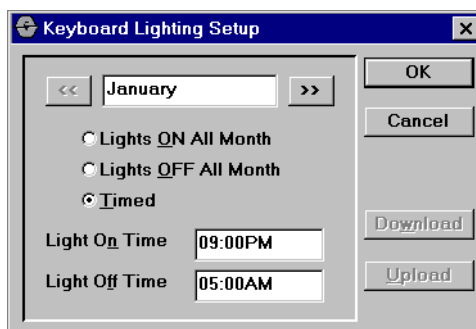 Keyboard Lighting Setup
<< January >>
Lights ON All Month
Lights OFF All Month
Timed
Light On Time 09:00PM
Light Off Time 05:00AM
OK
Cancel
Download
Upload